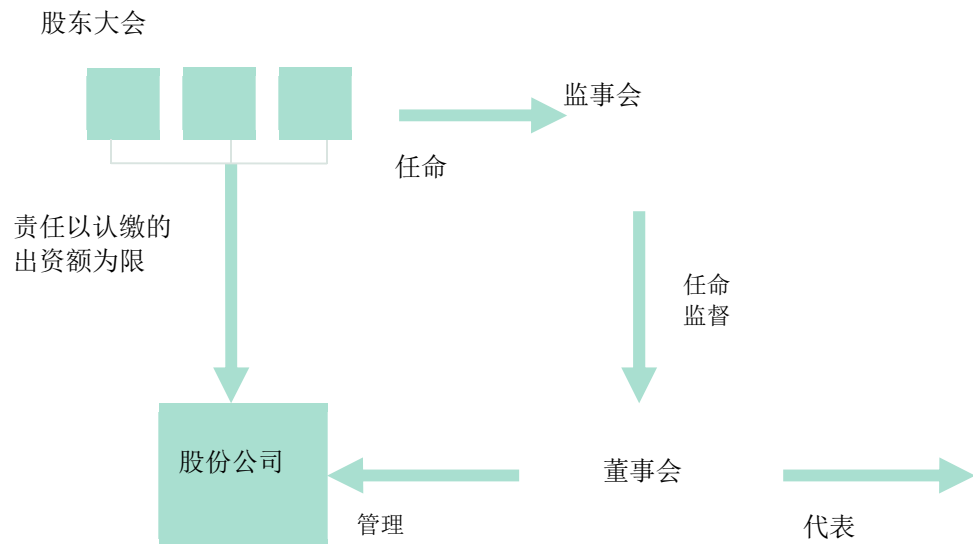 股东大会
监事会
任命
责任以认缴的
出资额为限
任命
监督
股份公司
董事会
管理
代表